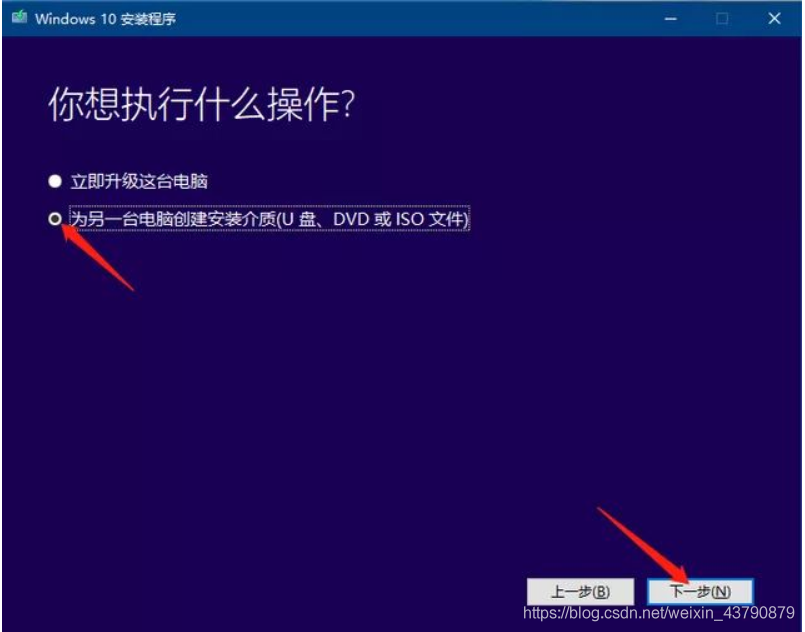 Windows 10 安装程序
你想执行什么操作?
立即升级这台电脑
为另一台电脑创建安装介质(U 盘、DVD 或 ISO 文件)
上一步(B) 下一步(N)
https://blog.csdn.net/weixin_43790879